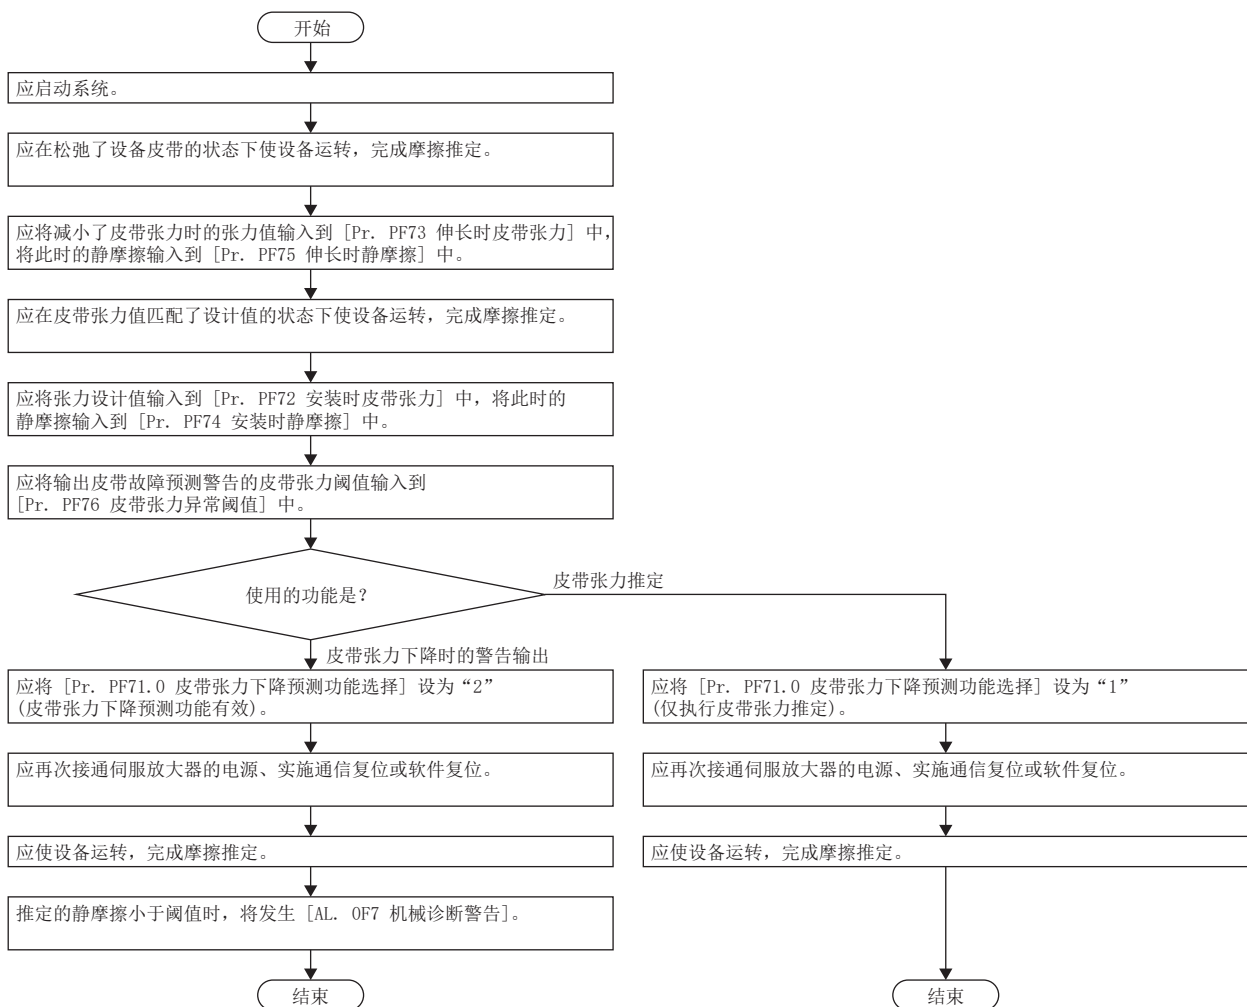 开始
应启动系统。
应在松弛了设备皮带的状态下使设备运转，完成摩擦推定。
应将减小了皮带张力时的张力值输入到 [Pr. PF73 伸长时皮带张力] 中，
将此时的静摩擦输入到 [Pr. PF75 伸长时静摩擦] 中。
应在皮带张力值匹配了设计值的状态下使设备运转，完成摩擦推定。
应将张力设计值输入到 [Pr. PF72 安装时皮带张力] 中，将此时的
静摩擦输入到 [Pr. PF74 安装时静摩擦] 中。
应将输出皮带故障预测警告的皮带张力阈值输入到
[Pr. PF76 皮带张力异常阈值] 中。
使用的功能是？
皮带张力推定
皮带张力下降时的警告输出
应将 [Pr. PF71.0 皮带张力下降预测功能选择] 设为“2”
(皮带张力下降预测功能有效)。
应再次接通伺服放大器的电源、实施通信复位或软件复位。
应使设备运转，完成摩擦推定。
推定的静摩擦小于阈值时，将发生 [AL. 0F7 机械诊断警告]。
结束
应将 [Pr. PF71.0 皮带张力下降预测功能选择] 设为“1”
(仅执行皮带张力推定)。
应再次接通伺服放大器的电源、实施通信复位或软件复位。
应使设备运转，完成摩擦推定。
结束